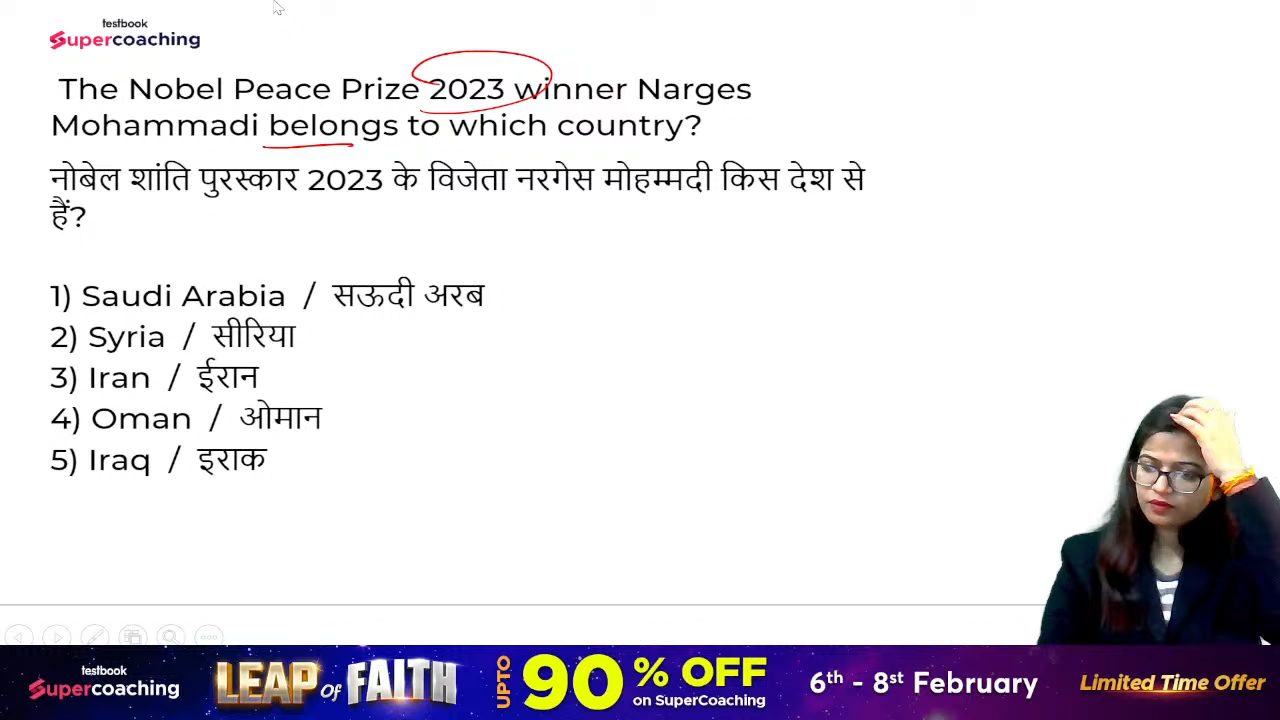 testbook
Supercoaching
The Nobel Peace Prize 2023 winner Narges
Mohammadi belongs to which country?
नोबेल शांति पुरस्कार 2023 के विजेता नरगेस मोहम्मदी किस देश से
हैं?
1) Saudi Arabia / सऊदी अरब
2) Syria / सीरिया
3) Iran / ईरान
4) Oman / ओमान
5) Iraq / इराक
testbook
Supercoaching
LEAP of FAITH
UPTO 90% OFF
on SuperCoaching
6th - 8st February
Limited Time Offer